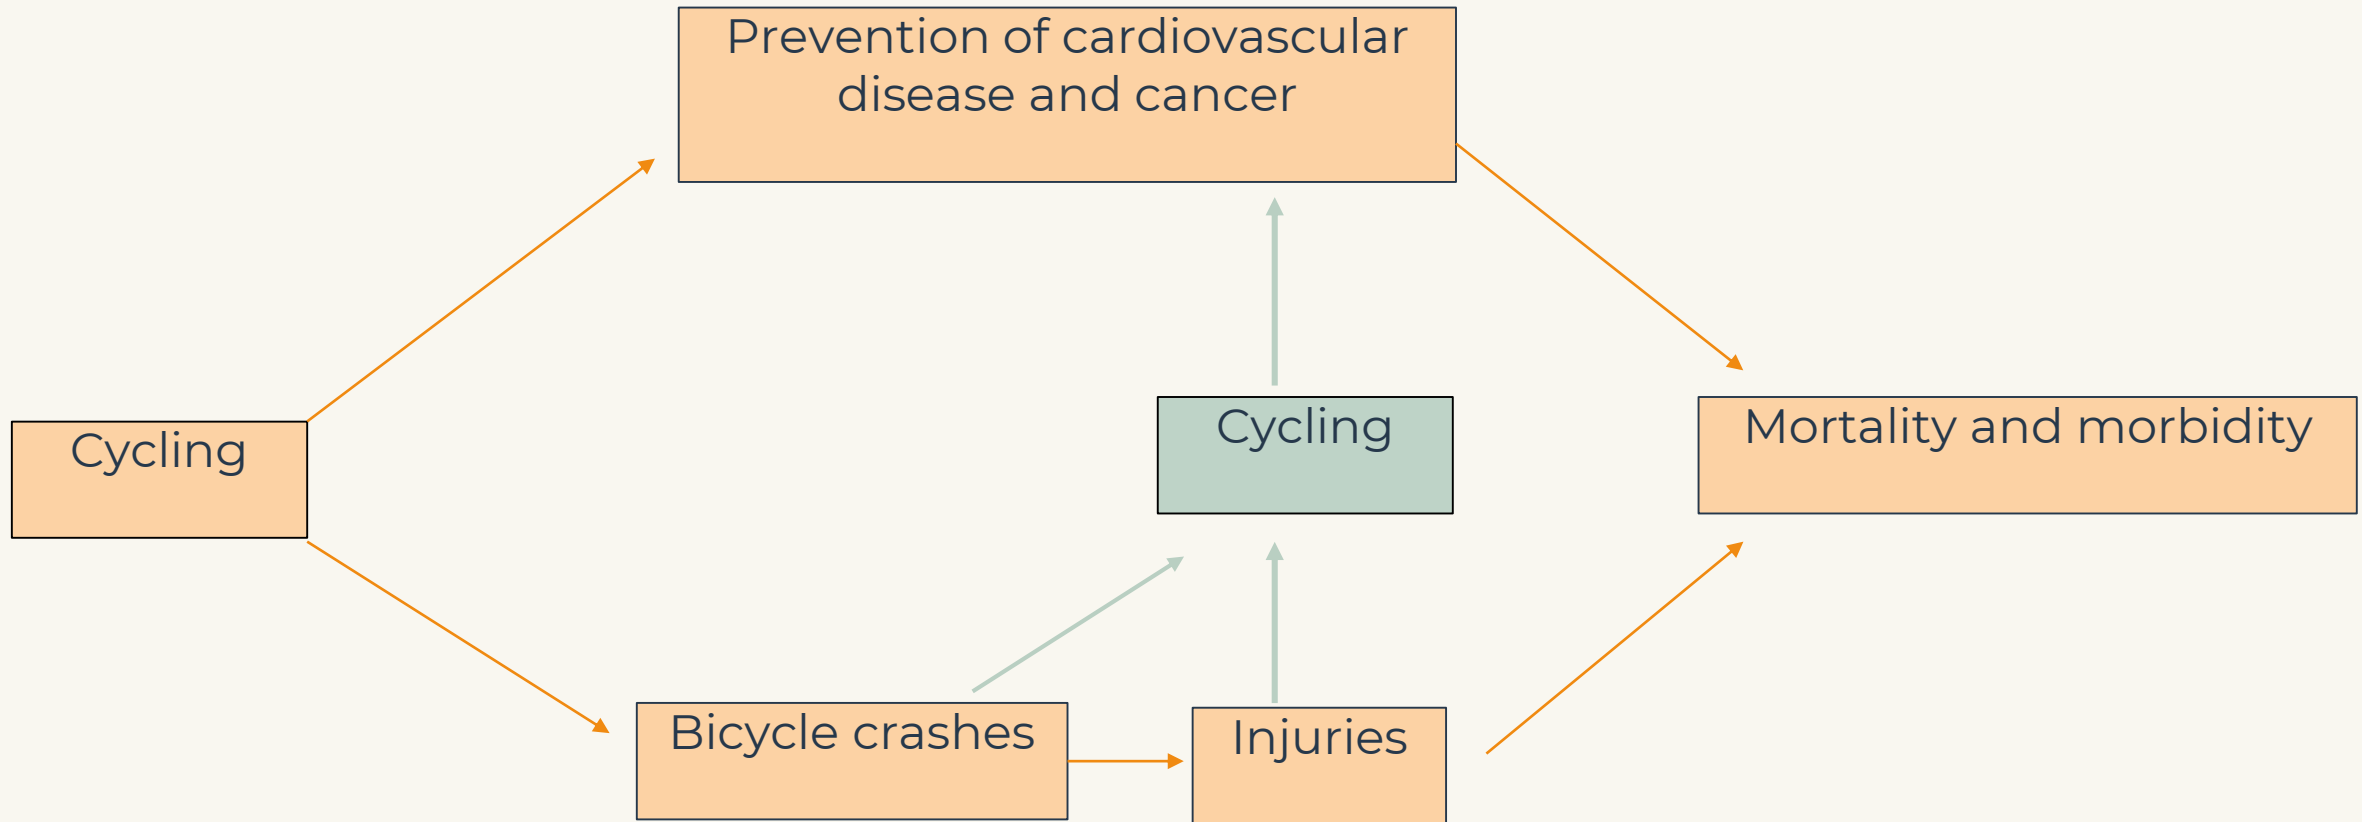 Prevention of cardiovascular
disease and cancer
Cycling
Cycling
Mortality and morbidity
Bicycle crashes
Injuries